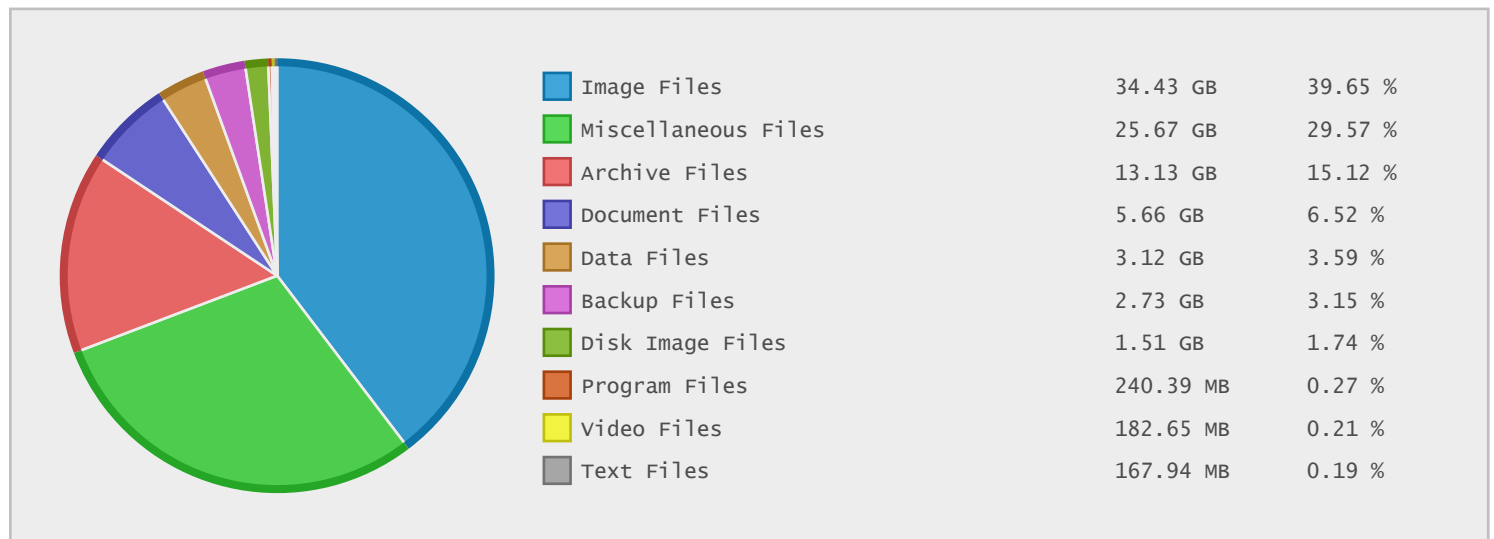 Image Files 34.43 GB 39.65 %
Miscellaneous Files 25.67 GB 29.57 %
Archive Files 13.13 GB 15.12 %
Document Files 5.66 GB 6.52 %
Data Files 3.12 GB 3.59 %
Backup Files 2.73 GB 3.15 %
Disk Image Files 1.51 GB 1.74 %
Program Files 240.39 MB 0.27 %
Video Files 182.65 MB 0.21 %
Text Files 167.94 MB 0.19 %